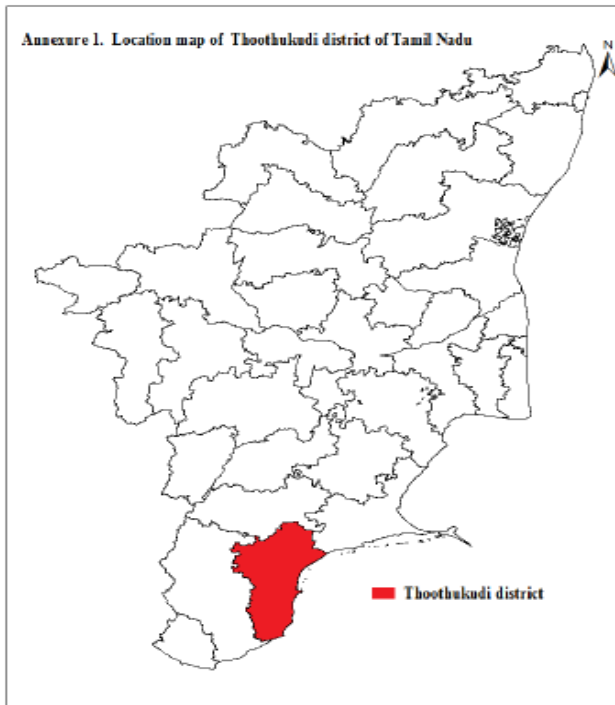 Annexure 1. Location map of Thoothukudi district of Tamil Nadu
N
Thoothukudi district